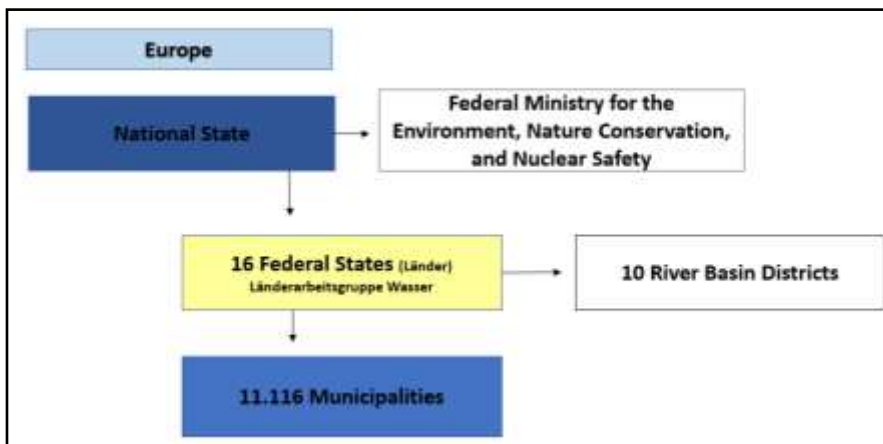 Europe
National State
Federal Ministry for the
Environment, Nature Conservation,
and Nuclear Safety
16 Federal States (Länder)
Länderarbeitsgruppe Wasser
10 River Basin Districts
11.116 Municipalities